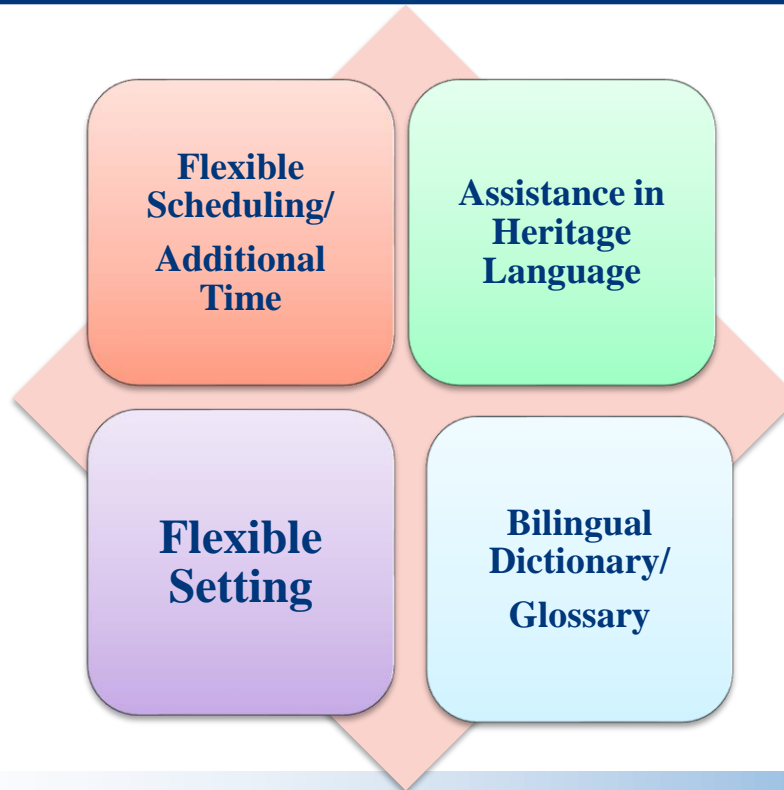 Flexible
Scheduling/
Additional
Time
Assistance in
Heritage
Language
Flexible
Setting
Bilingual
Dictionary/
Glossary